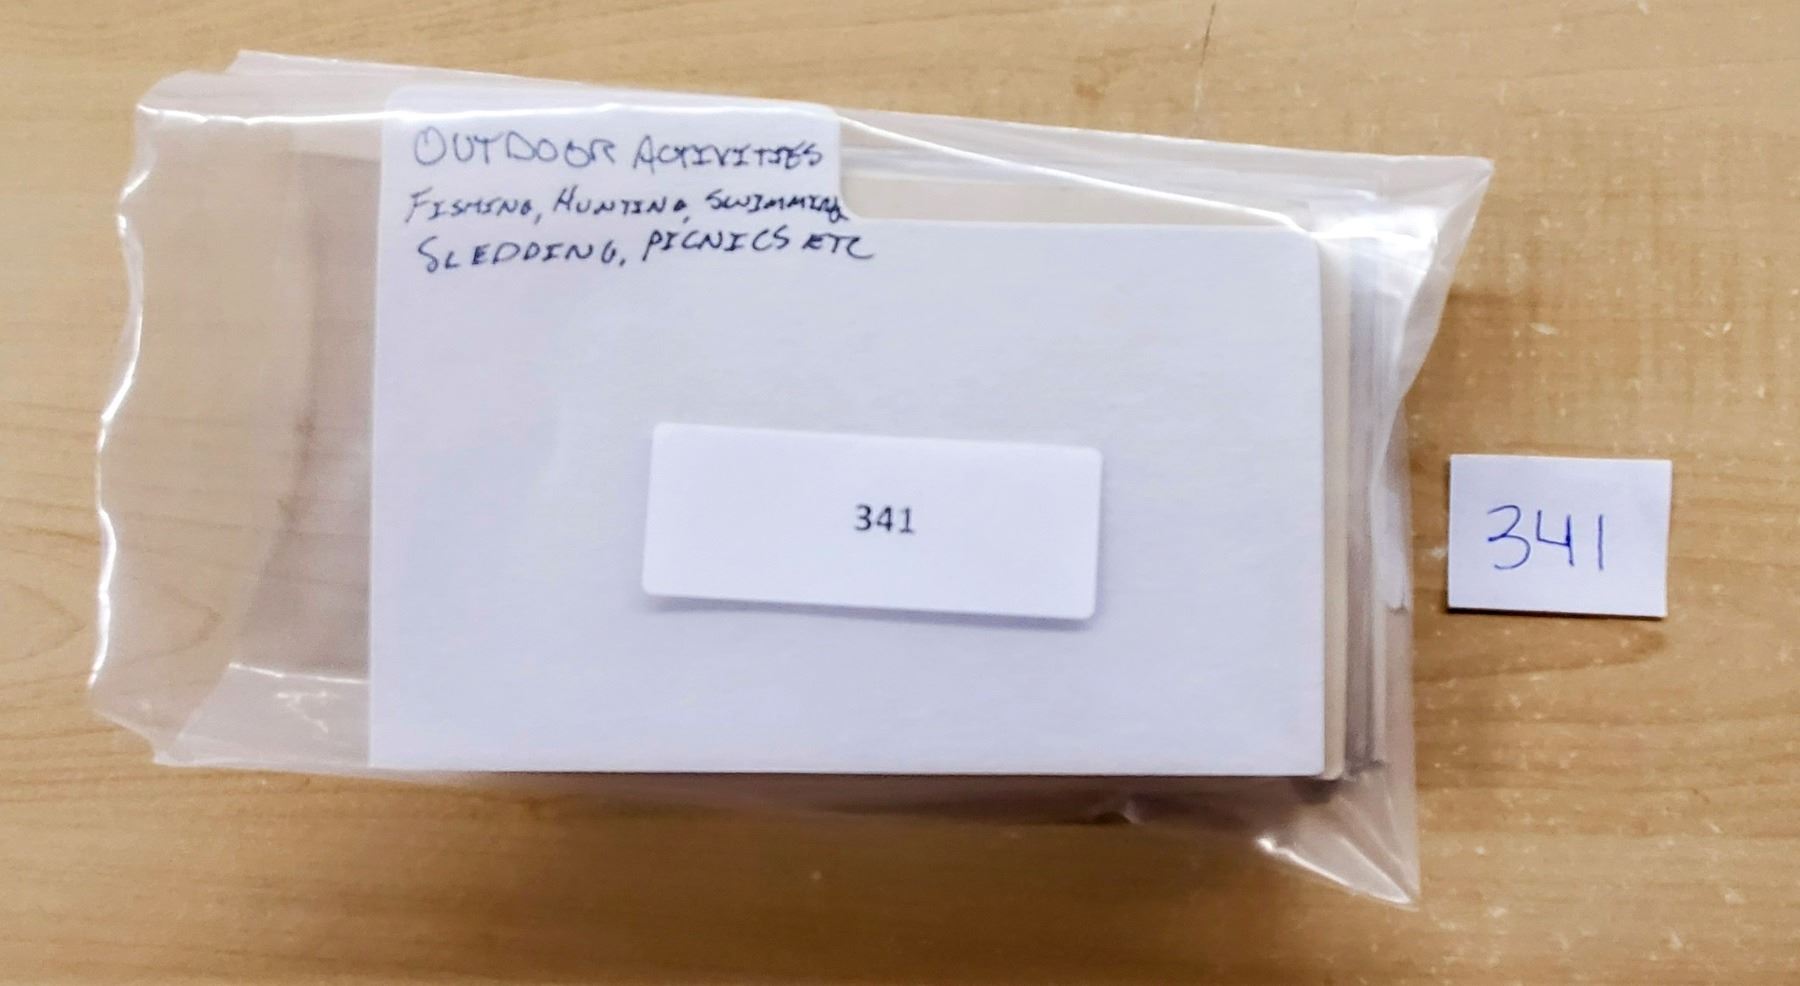 OUTDOOR ACTIVITIES
FISHING, HUNTING, SWIMMING
SLEDDING, PICNICS ETC
341
341